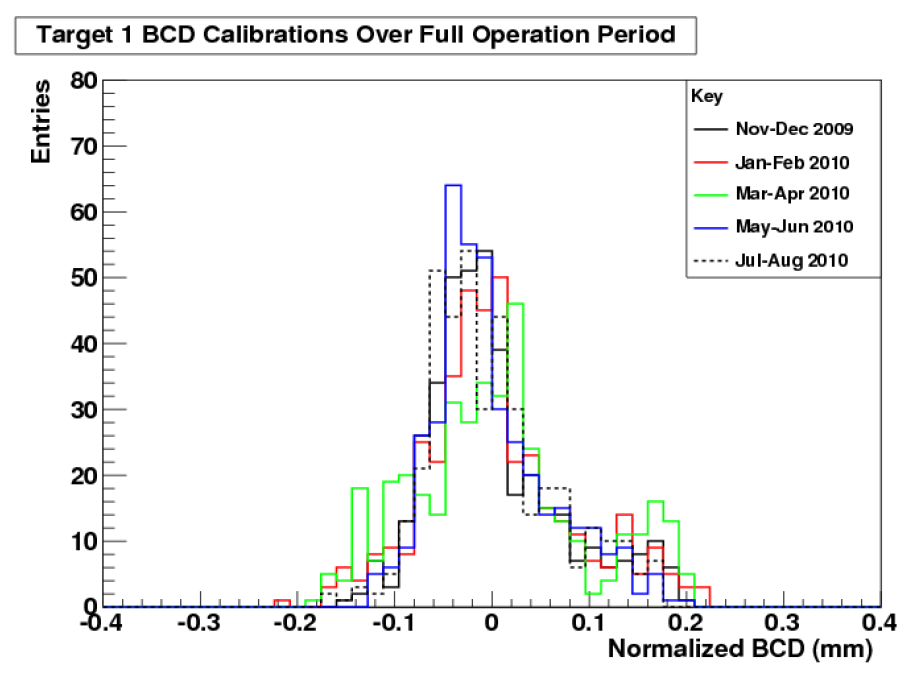 Target 1 BCD Calibrations Over Full Operation Period
Entries
80
70
60
50
40
30
20
10
0
Key
Nov-Dec 2009
Jan-Feb 2010
Mar-Apr 2010
May-Jun 2010
Jul-Aug 2010
-0.4 -0.3 -0.2 -0.1 0 0.1 0.2 0.3 0.4
Normalized BCD (mm)